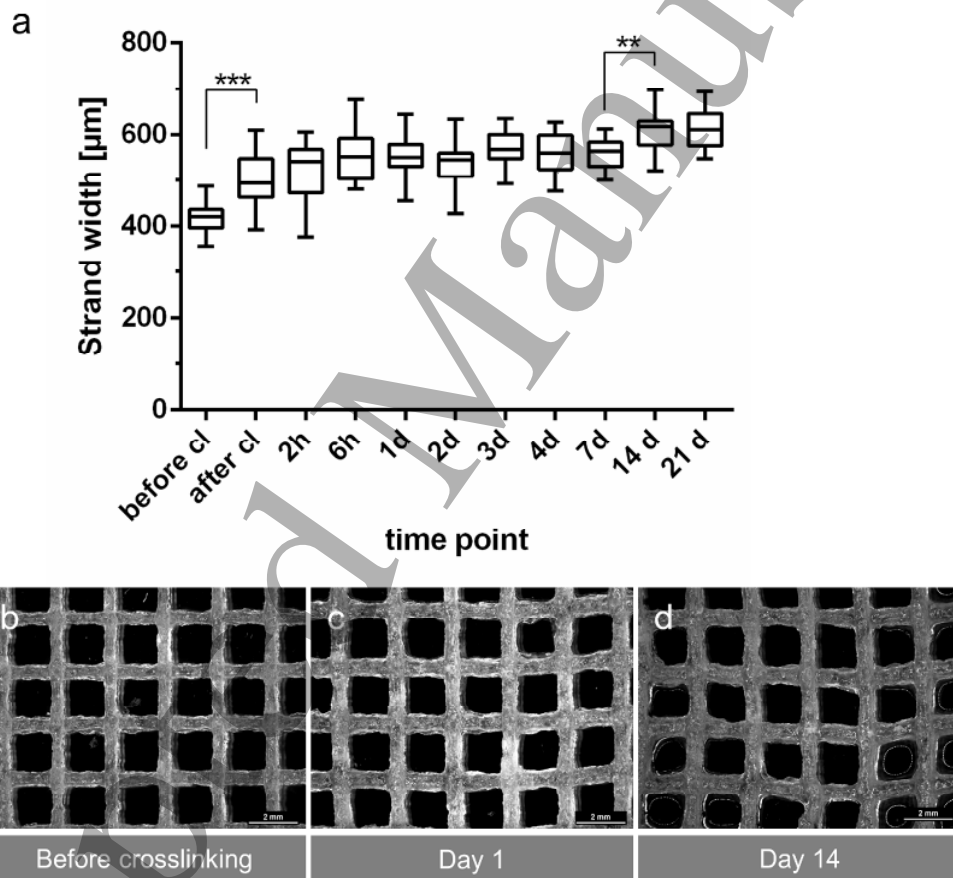 a
800
600
400
200
0
Strand width [µm]
***
**
before cl
after cl
2h
6h
1d
2d
3d
4d
7d
14 d
21 d
time point
b
c
d
2 mm
2 mm
2 mm
Before crosslinking
Day 1
Day 14
d Manu